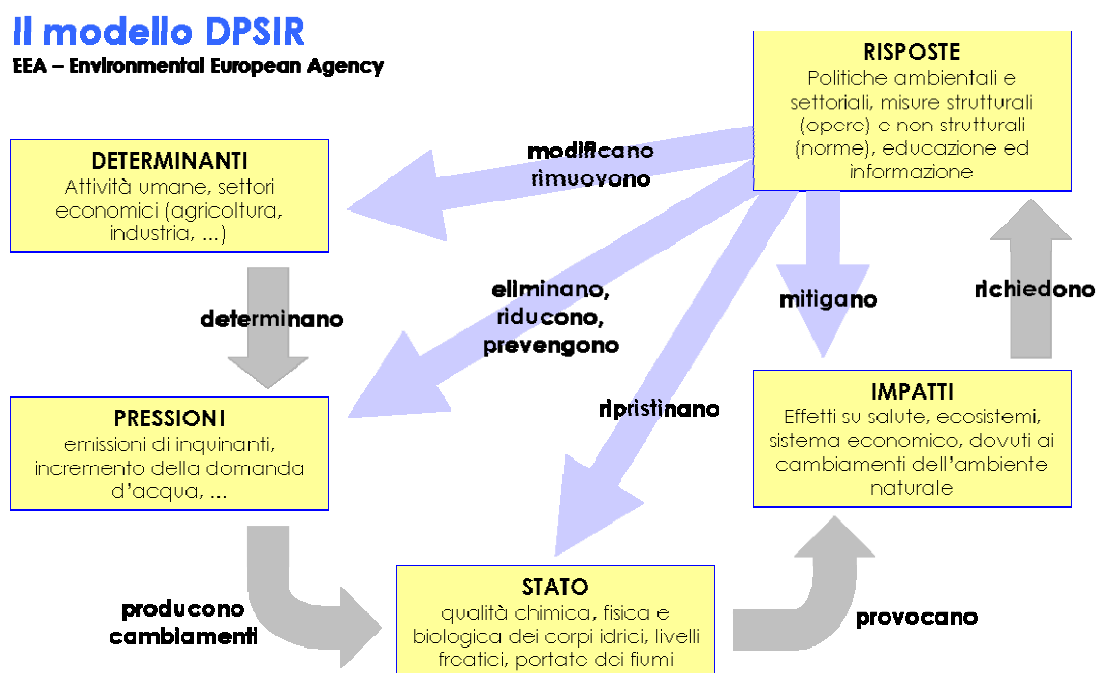 Il modello DPSIR
EEA – Environmental European Agency
RISPOSTE
Politiche ambientali e
settoriali, misure strutturali
(opere) e non strutturali
(norme), educazione ed
informazione
DETERMINANTI
Attività umane, settori
economici (agricoltura,
industria, ...)
modificano
rimuovono
determinano
eliminano,
riducono,
prevengono
mitigano
richiedono
ripristinano
PRESSIONI
emissioni di inquinanti,
incremento della domanda
d'acqua, ...
IMPATTI
Effetti su salute, ecosistemi,
sistema economico, dovuti ai
cambiamenti dell'ambiente
naturale
STATO
qualità chimica, fisica e
biologica dei corpi idrici, livelli
freatici, portate dei fiumi
producono
cambiamenti
provocano